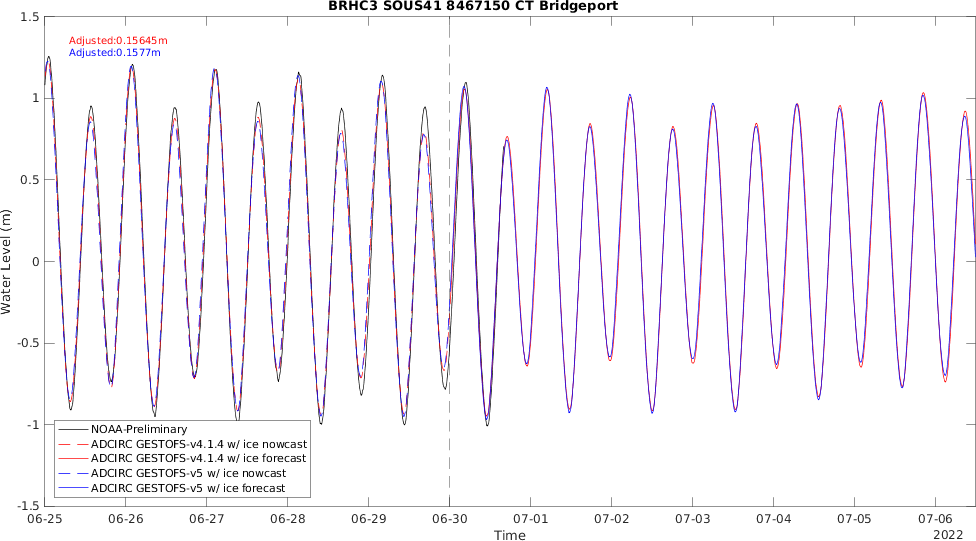 BRHC3 SOUS41 8467150 CT Bridgeport
1.5
Adjusted:0.15645m
Adjusted:0.1577m
1
0.5
0
-0.5
-1
-1.5
Water Level (m)
NOAA-Preliminary
ADCIRC GESTOFS-v4.1.4 w/ ice nowcast
ADCIRC GESTOFS-v4.1.4 w/ ice forecast
ADCIRC GESTOFS-v5 w/ ice nowcast
ADCIRC GESTOFS-v5 w/ ice forecast
06-25 06-26 06-27 06-28 06-29 06-30 07-01 07-02 07-03 07-04 07-05 07-06
Time
2022